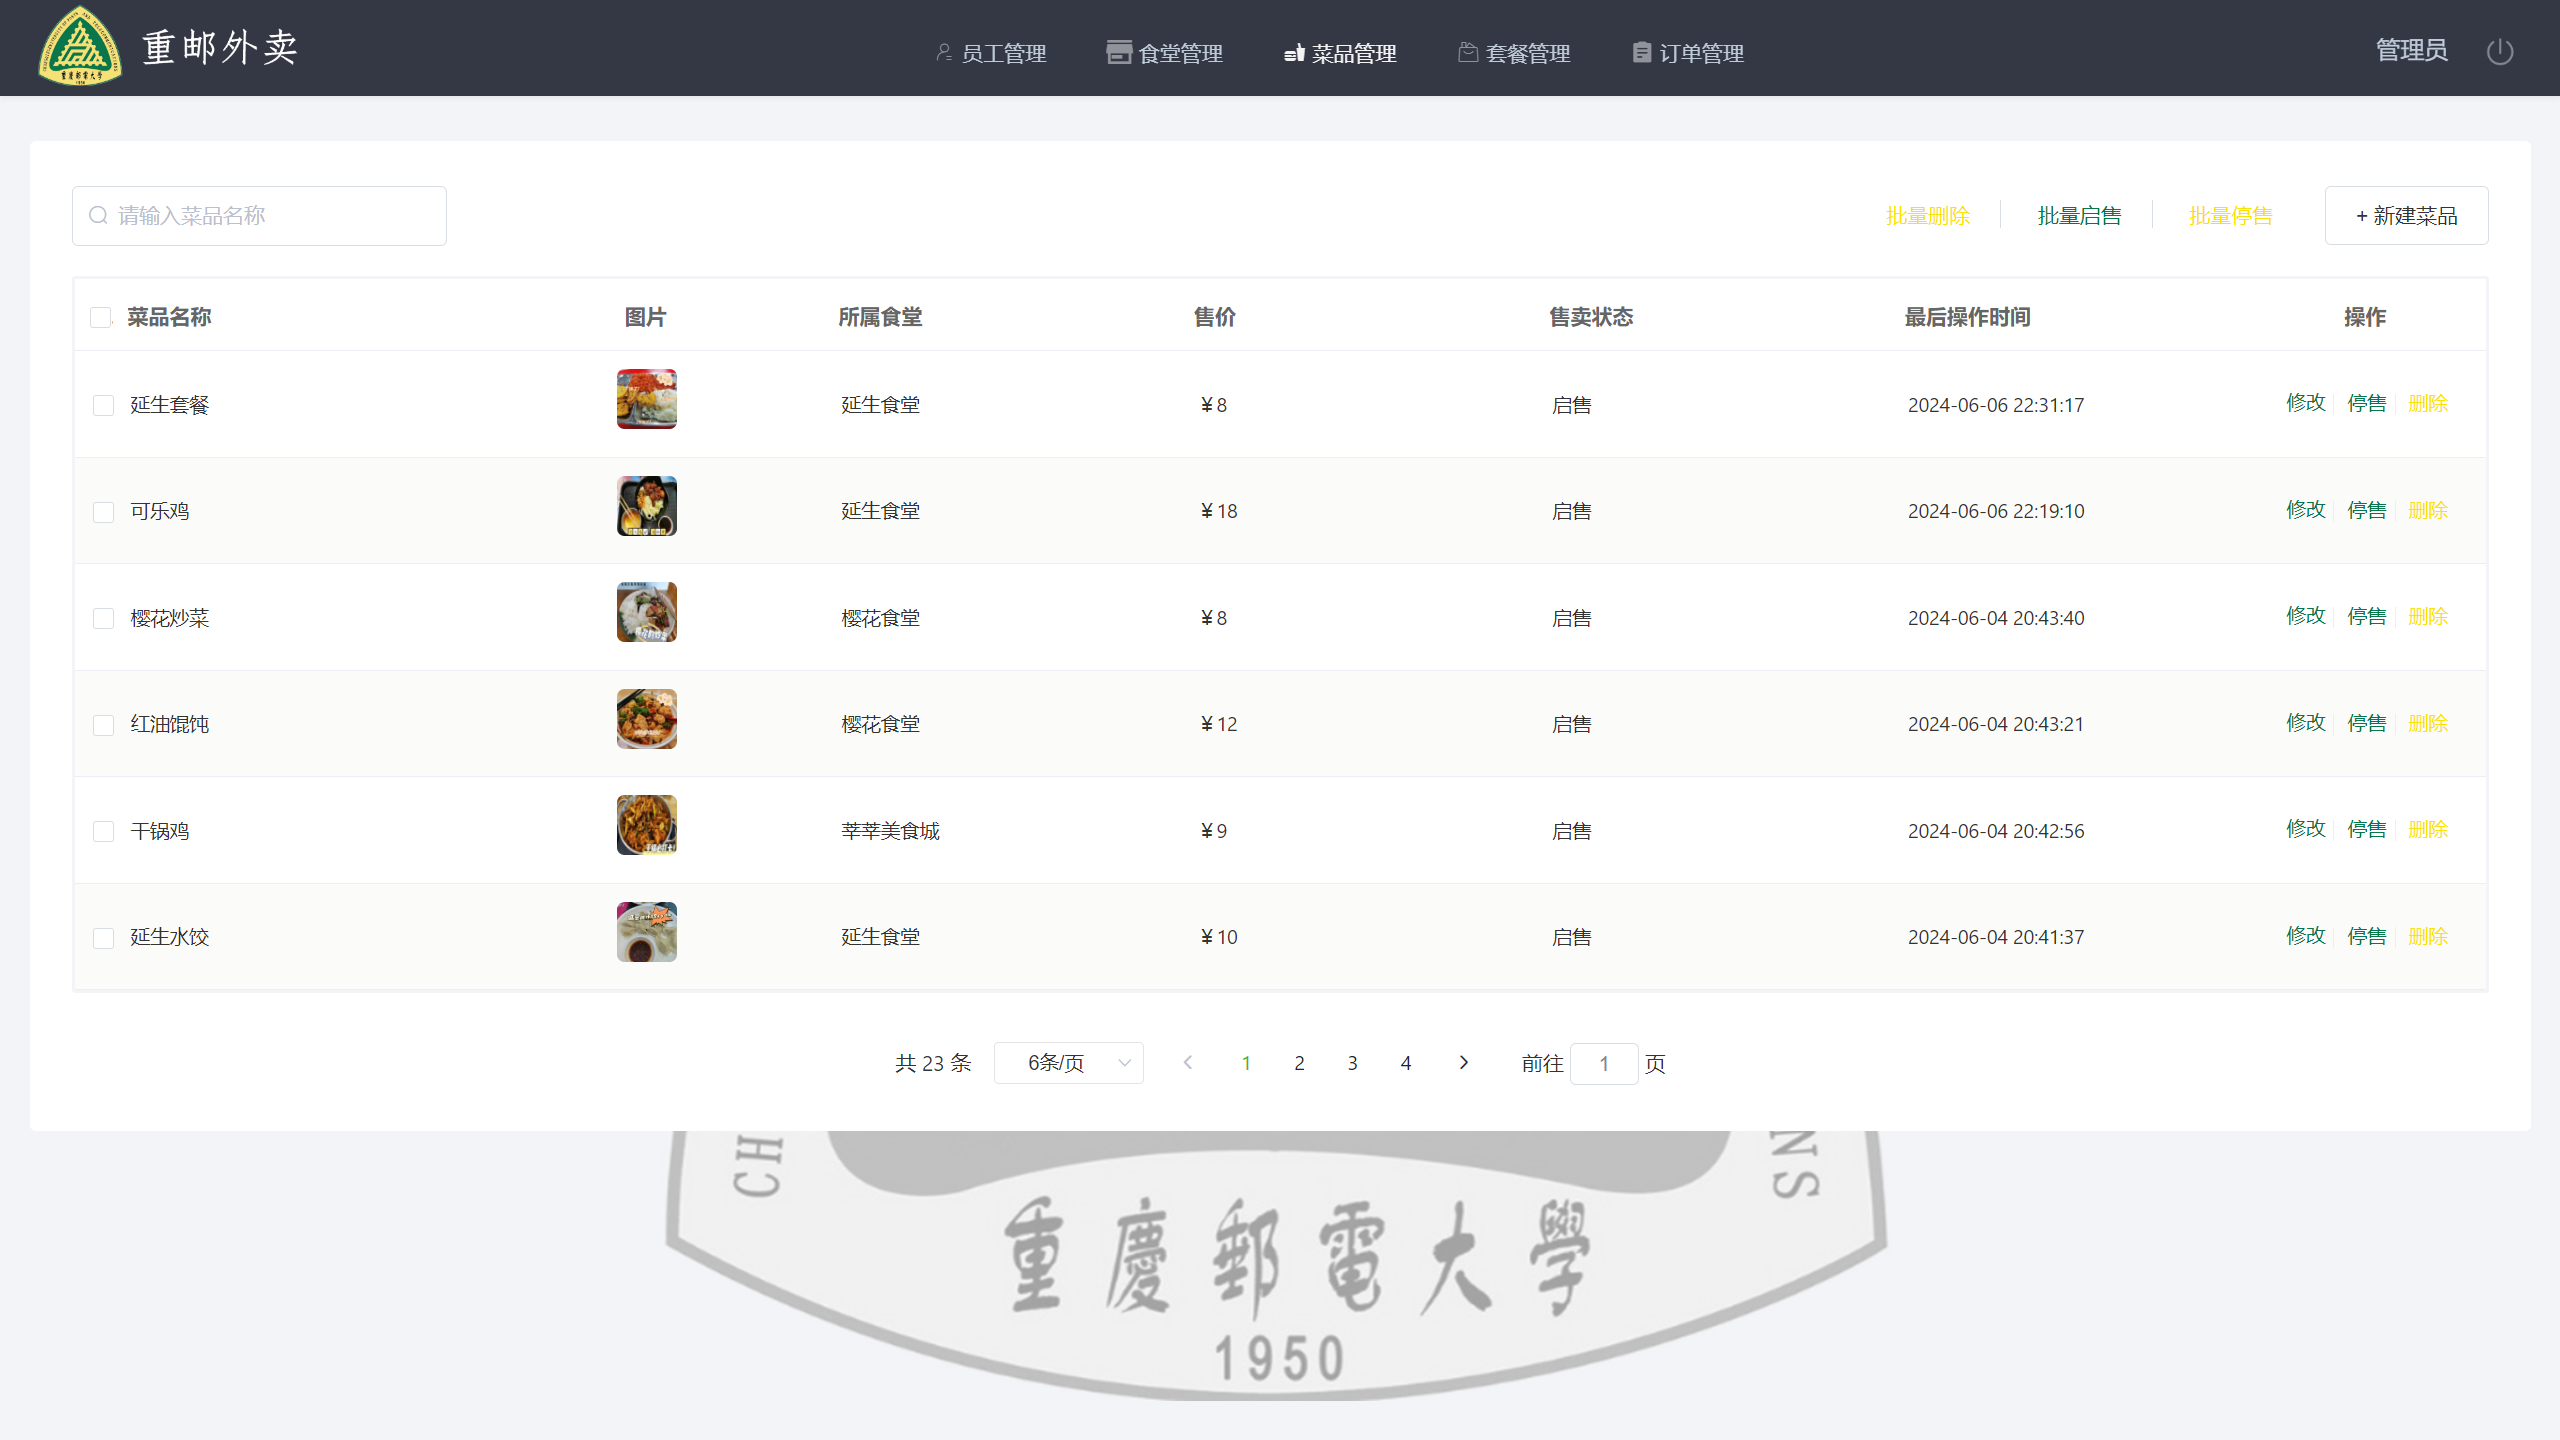 重邮外卖
员工管理 食堂管理 菜品管理 套餐管理 订单管理
管理员
请输入菜品名称
批量删除 批量启售 批量停售 + 新建菜品
菜品名称 图片 所属食堂 售价 售卖状态 最后操作时间 操作
延生套餐 延生食堂 ¥ 8 启售 2024-06-06 22:31:17 修改 停售 删除
可乐鸡 延生食堂 ¥ 18 启售 2024-06-06 22:19:10 修改 停售 删除
樱花炒菜 樱花食堂 ¥ 8 启售 2024-06-04 20:43:40 修改 停售 删除
红油馄饨 樱花食堂 ¥ 12 启售 2024-06-04 20:43:21 修改 停售 删除
干锅鸡 莘莘美食城 ¥ 9 启售 2024-06-04 20:42:56 修改 停售 删除
延生水饺 延生食堂 ¥ 10 启售 2024-06-04 20:41:37 修改 停售 删除
共 23 条 6条/页 1 2 3 4 前往 1 页
CH
NS
重慶郵電大學
1950